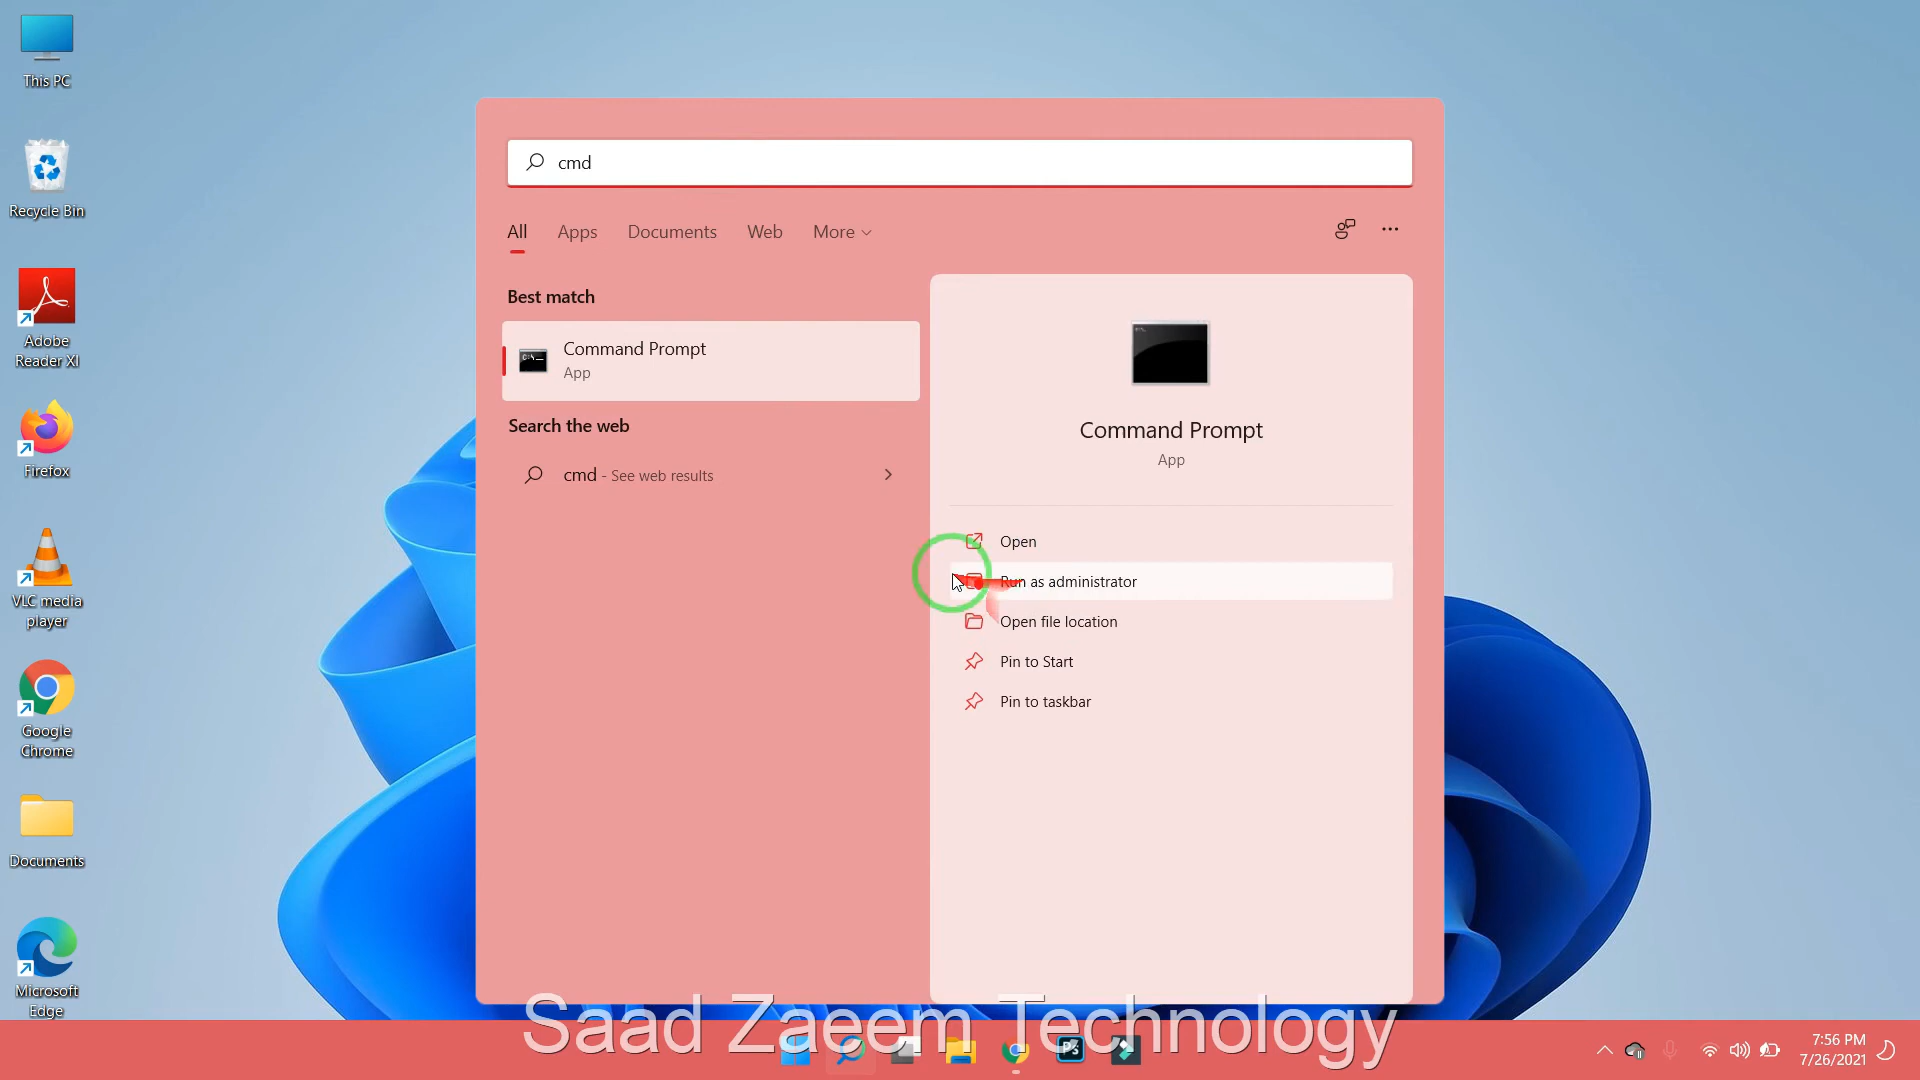 This PC
Recycle Bin
Adobe
Reader XI
Firefox
VLC media
player
Google
Chrome
Documents
Microsoft
Edge
cmd
All Apps Documents Web More
Best match
Command Prompt
App
Search the web
cmd - See web results
Command Prompt
App
Open
Run as administrator
Open file location
Pin to Start
Pin to taskbar
Saad Zaeem Technology
Ps
7:56 PM
7/26/2021